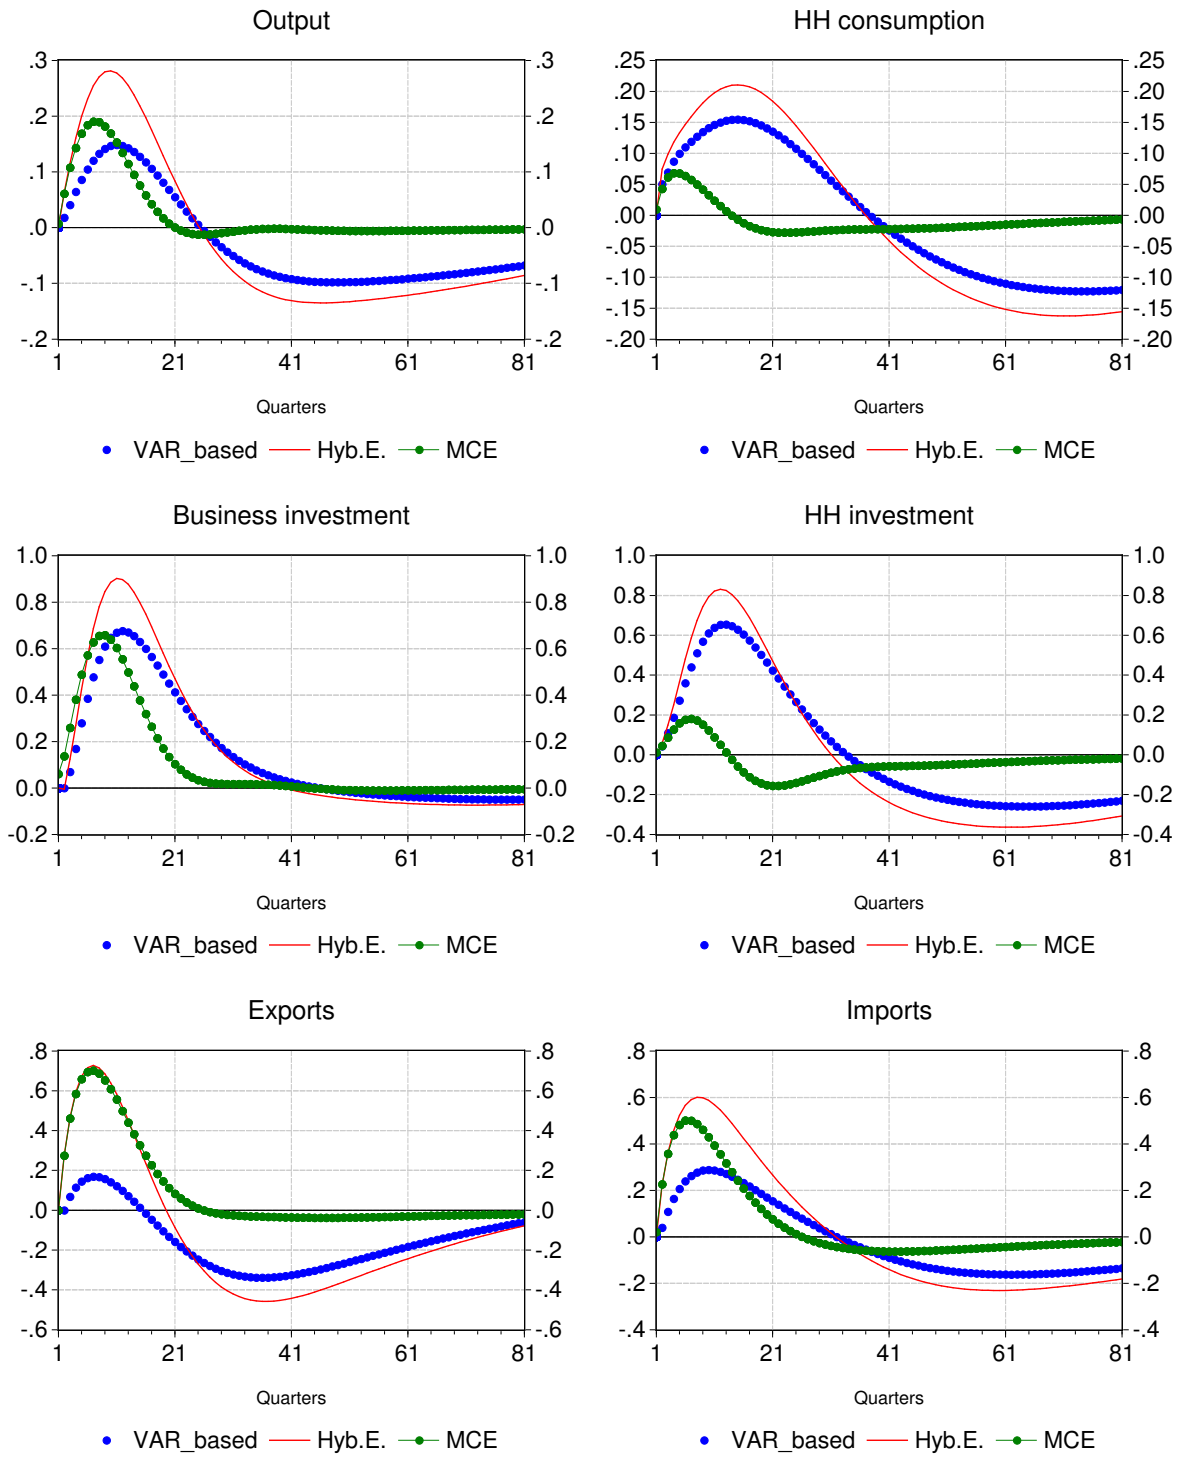 Output
HH consumption
.3 .3 .25 .25
.20 .20
.2 .2 .15 .15
.1 .1 .10 .10
.05 .05
.0 .0 .00 .00
-.05 -.05
-.1 -.1 -.10 -.10
-.15 -.15
-.2 -.2 -.20 -.20
1 21 41 61 81 1 21 41 61 81
Quarters Quarters
VAR_based Hyb.E. MCE VAR_based Hyb.E. MCE
Business investment HH investment
1.0 1.0 1.0 1.0
0.8 0.8 0.8 0.8
0.6 0.6 0.6 0.6
0.4 0.4 0.4 0.4
0.2 0.2 0.2 0.2
0.0 0.0 0.0 0.0
-0.2 -0.2
-0.2 -0.2 -0.4 -0.4
1 21 41 61 81 1 21 41 61 81
Quarters Quarters
VAR_based Hyb.E. MCE VAR_based Hyb.E. MCE
Exports Imports
.8 .8 .8 .8
.6 .6 .6 .6
.4 .4 .4 .4
.2 .2 .2 .2
.0 .0 .0 .0
-.2 -.2 -.2 -.2
-.4 -.4
-.6 -.6 -.4 -.4
1 21 41 61 81 1 21 41 61 81
Quarters Quarters
VAR_based Hyb.E. MCE VAR_based Hyb.E. MCE